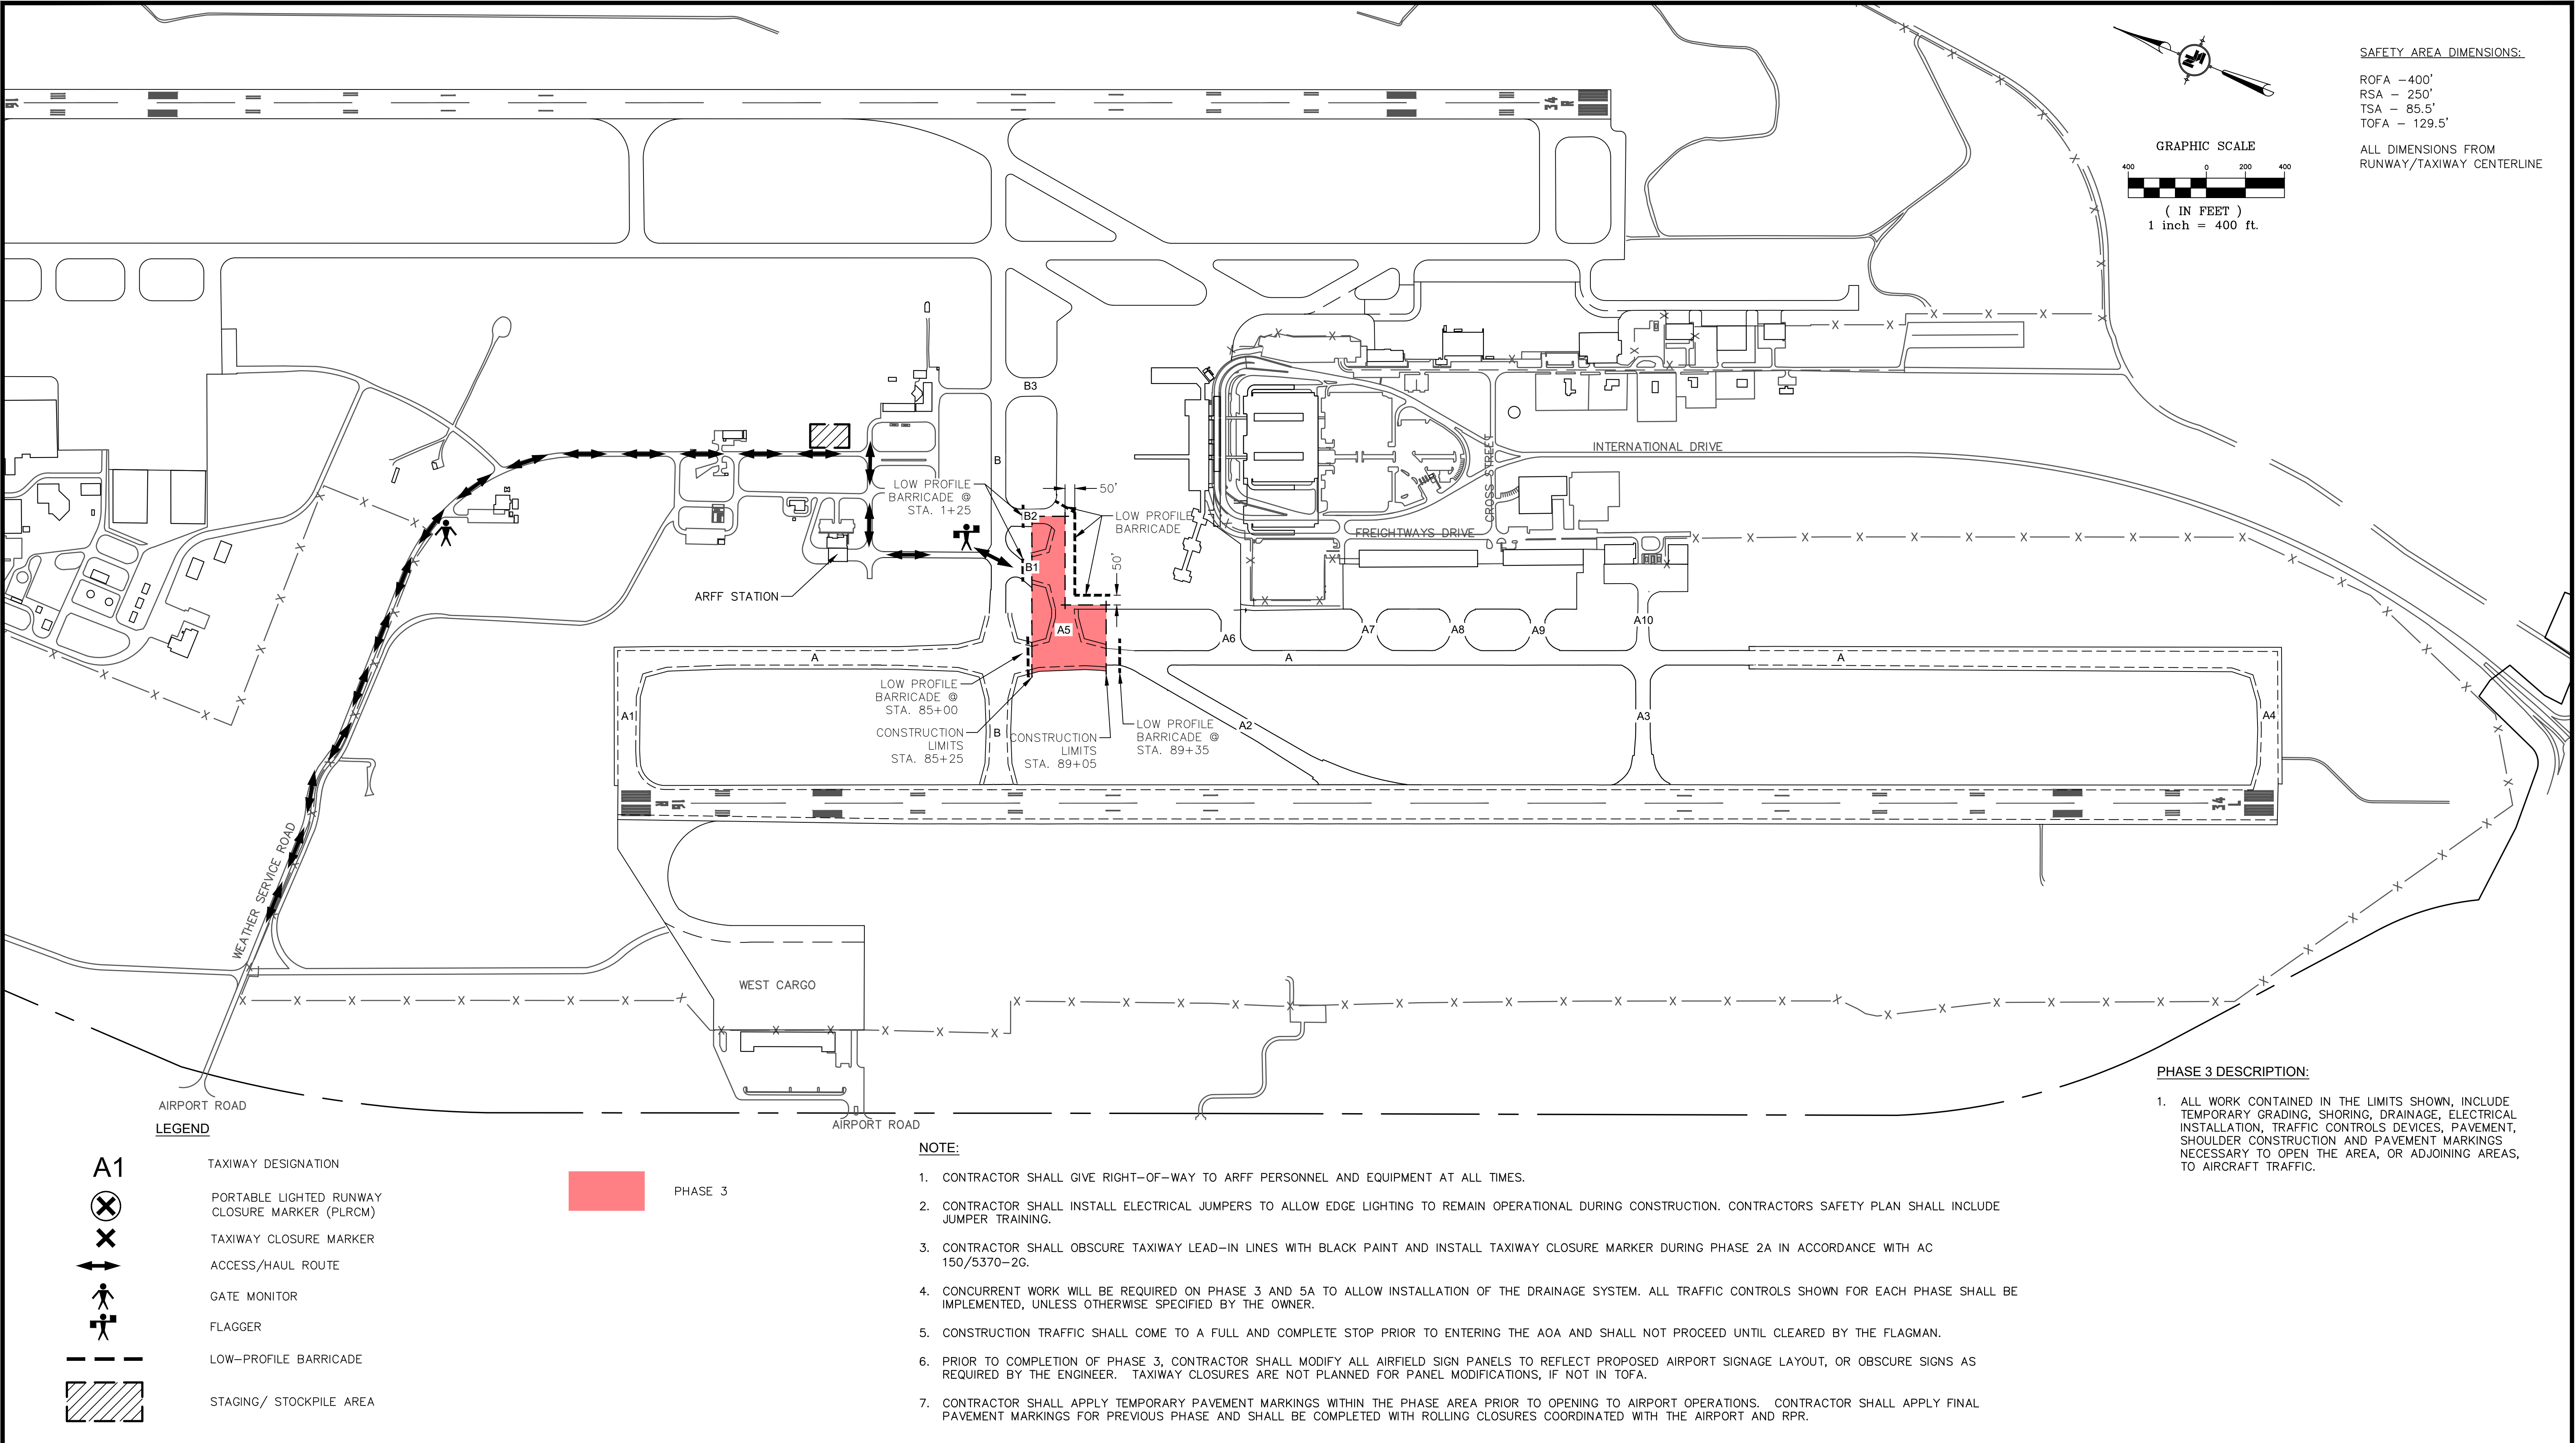 SAFETY AREA DIMENSIONS:
ROFA -400'
RSA - 250'
TSA - 85.5'
TOFA - 129.5'
ALL DIMENSIONS FROM
RUNWAY/TAXIWAY CENTERLINE
GRAPHIC SCALE
400 0 200 400
( IN FEET )
1 inch = 400 ft.
16
34
R
B3
INTERNATIONAL DRIVE
CROSS STREET
FREIGHTWAYS DRIVE
B
LOW PROFILE
BARRICADE @
STA. 1+25
50'
B2
LOW PROFILE
BARRICADE
50'
B1
ARFF STATION
A5
A6
A7
A8
A9
A10
A
A
A
LOW PROFILE
BARRICADE @
STA. 85+00
CONSTRUCTION
LIMITS
STA. 85+25
B
CONSTRUCTION
LIMITS
STA. 89+05
LOW PROFILE
BARRICADE @
STA. 89+35
A1
A2
A3
A4
16
R
34
L
WEATHER SERVICE ROAD
WEST CARGO
AIRPORT ROAD
AIRPORT ROAD
PHASE 3 DESCRIPTION:
1. ALL WORK CONTAINED IN THE LIMITS SHOWN, INCLUDE
TEMPORARY GRADING, SHORING, DRAINAGE, ELECTRICAL
INSTALLATION, TRAFFIC CONTROLS DEVICES, PAVEMENT,
SHOULDER CONSTRUCTION AND PAVEMENT MARKINGS
NECESSARY TO OPEN THE AREA, OR ADJOINING AREAS,
TO AIRCRAFT TRAFFIC.
LEGEND
A1 TAXIWAY DESIGNATION
PORTABLE LIGHTED RUNWAY
CLOSURE MARKER (PLRCM)
TAXIWAY CLOSURE MARKER
ACCESS/HAUL ROUTE
GATE MONITOR
FLAGGER
LOW-PROFILE BARRICADE
STAGING/ STOCKPILE AREA
PHASE 3
NOTE:
1. CONTRACTOR SHALL GIVE RIGHT-OF-WAY TO ARFF PERSONNEL AND EQUIPMENT AT ALL TIMES.
2. CONTRACTOR SHALL INSTALL ELECTRICAL JUMPERS TO ALLOW EDGE LIGHTING TO REMAIN OPERATIONAL DURING CONSTRUCTION. CONTRACTORS SAFETY PLAN SHALL INCLUDE
JUMPER TRAINING.
3. CONTRACTOR SHALL OBSCURE TAXIWAY LEAD-IN LINES WITH BLACK PAINT AND INSTALL TAXIWAY CLOSURE MARKER DURING PHASE 2A IN ACCORDANCE WITH AC
150/5370-2G.
4. CONCURRENT WORK WILL BE REQUIRED ON PHASE 3 AND 5A TO ALLOW INSTALLATION OF THE DRAINAGE SYSTEM. ALL TRAFFIC CONTROLS SHOWN FOR EACH PHASE SHALL BE
IMPLEMENTED, UNLESS OTHERWISE SPECIFIED BY THE OWNER.
5. CONSTRUCTION TRAFFIC SHALL COME TO A FULL AND COMPLETE STOP PRIOR TO ENTERING THE AOA AND SHALL NOT PROCEED UNTIL CLEARED BY THE FLAGMAN.
6. PRIOR TO COMPLETION OF PHASE 3, CONTRACTOR SHALL MODIFY ALL AIRFIELD SIGN PANELS TO REFLECT PROPOSED AIRPORT SIGNAGE LAYOUT, OR OBSCURE SIGNS AS
REQUIRED BY THE ENGINEER. TAXIWAY CLOSURES ARE NOT PLANNED FOR PANEL MODIFICATIONS, IF NOT IN TOFA.
7. CONTRACTOR SHALL APPLY TEMPORARY PAVEMENT MARKINGS WITHIN THE PHASE AREA PRIOR TO OPENING TO AIRPORT OPERATIONS. CONTRACTOR SHALL APPLY FINAL
PAVEMENT MARKINGS FOR PREVIOUS PHASE AND SHALL BE COMPLETED WITH ROLLING CLOSURES COORDINATED WITH THE AIRPORT AND RPR.